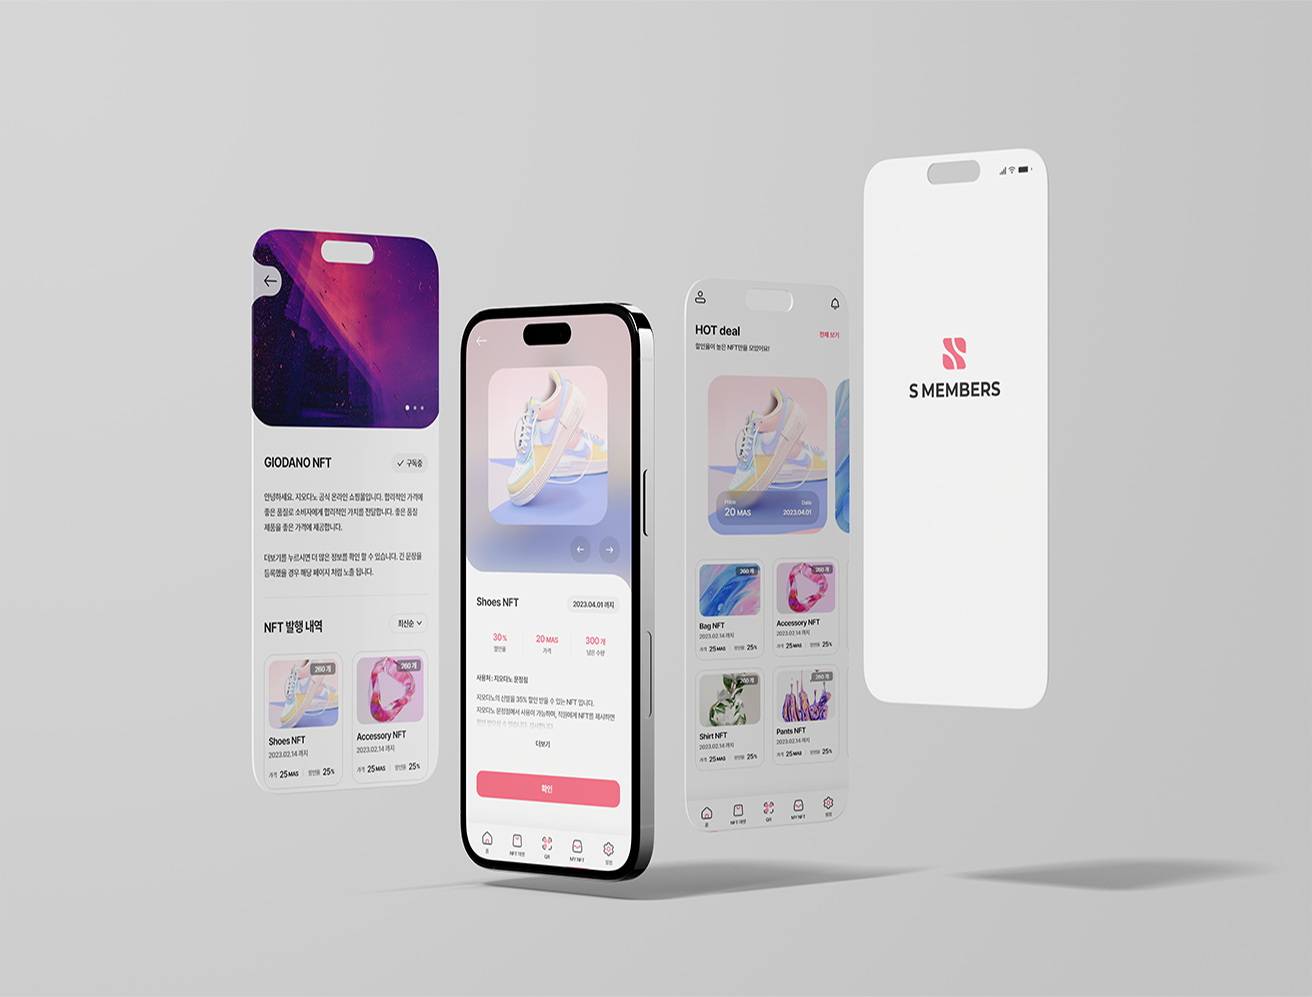 GIODANO NFT
구독중
안녕하세요. 지오다노 공식 온라인 쇼핑몰입니다. 합리적인 가격에
좋은 품질로 소비자에게 합리적인 가치를 전달합니다. 좋은 품질
제품을 좋은 가격에 제공합니다.
더보기를 누르시면 더 많은 정보를 확인 할 수 있습니다. 긴 문장을
등록했을 경우 해당 페이지 처럼 노출 됩니다.
NFT 발행 내역
최신순
260 개
260 개
Shoes NFT
2023.02.14 까지
가격 25 MAS 할인율 25%
Accessory NFT
2023.02.14 까지
가격 25 MAS 할인율 25%
Shoes NFT
2023.04.01 까지
30%
할인율
20 MAS
가격
300 개
남은 수량
사용처 : 지오다노 문정점
지오다노의 신발을 35% 할인 받을 수 있는 NFT 입니다.
지오다노 문정점에서 사용이 가능하며, 직원에게 NFT를 제시하면
할인 받으실 수 있습니다. 감사합니다.
더보기
확인
홈
NFT 마켓
QR
MY NFT
설정
HOT deal
전체 보기
할인율이 높은 NFT만을 모았어요!
Price
20 MAS
Date
2023.04.01
260 개
260 개
Bag NFT
2023.02.14 까지
가격 25 MAS 할인율 25%
Accessory NFT
2023.02.14 까지
가격 25 MAS 할인율 25%
260 개
260 개
Shirt NFT
2023.02.14 까지
가격 25 MAS 할인율 25%
Pants NFT
2023.02.14 까지
가격 25 MAS 할인율 25%
홈
NFT 마켓
QR
MY NFT
설정
S MEMBERS